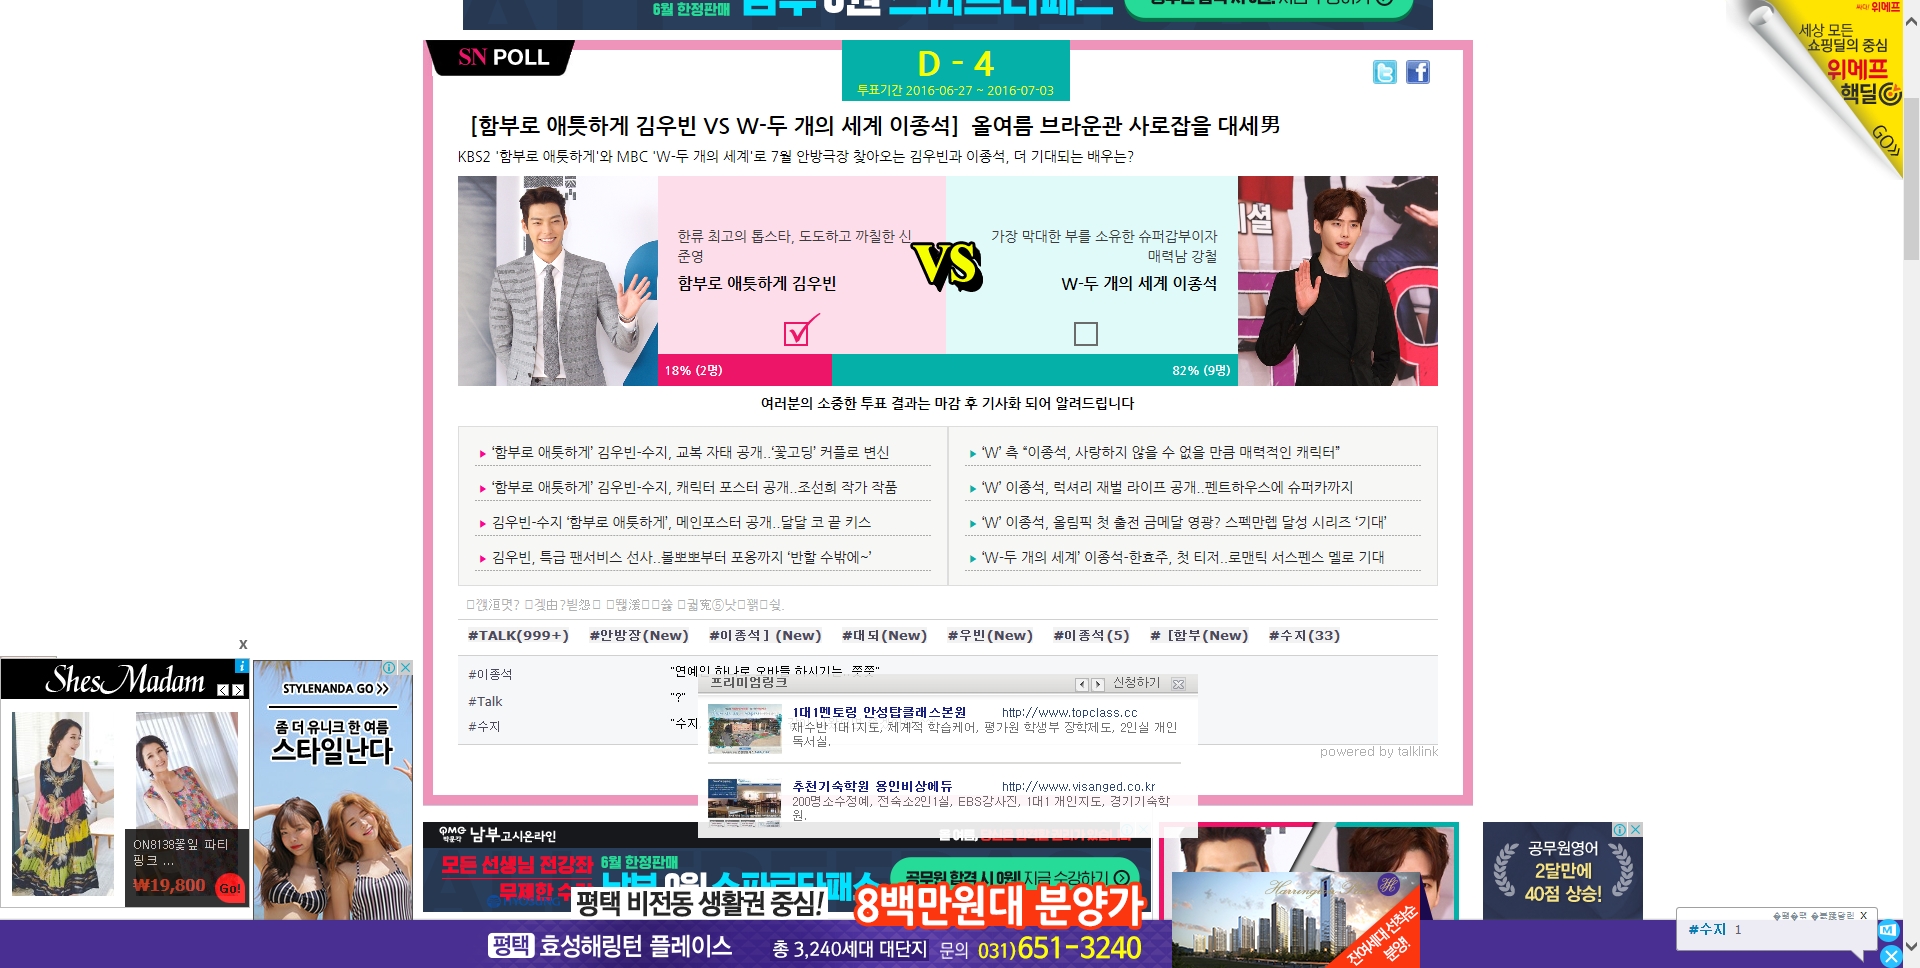 6월 한정판매
세상 모든
쇼핑딜의 중심
위메프
핵딜
GO»
SN POLL
D - 4
투표기간 2016-06-27 ~ 2016-07-03
[함부로 애틋하게 김우빈 VS W-두 개의 세계 이종석] 올여름 브라운관 사로잡을 대세男
KBS2 '함부로 애틋하게'와 MBC 'W-두 개의 세계'로 7월 안방극장 찾아오는 김우빈과 이종석, 더 기대되는 배우는?
한류 최고의 톱스타, 도도하고 까칠한 신
준영
함부로 애틋하게 김우빈
VS
가장 막대한 부를 소유한 슈퍼갑부이자
매력남 강철
W-두 개의 세계 이종석
18% (2명)
82% (9명)
여러분의 소중한 투표 결과는 마감 후 기사화 되어 알려드립니다
‘함부로 애틋하게’ 김우빈-수지, 교복 자태 공개..‘꽃고딩’ 커플로 변신
‘함부로 애틋하게’ 김우빈-수지, 캐릭터 포스터 공개..조선희 작가 작품
김우빈-수지 ‘함부로 애틋하게’, 메인포스터 공개..달달 코 끝 키스
김우빈, 특급 팬서비스 선사..볼뽀뽀부터 포옹까지 ‘반할 수밖에~’
‘W’ 측 “이종석, 사랑하지 않을 수 없을 만큼 매력적인 캐릭터”
‘W’ 이종석, 럭셔리 재벌 라이프 공개..펜트하우스에 슈퍼카까지
‘W’ 이종석, 올림픽 첫 출전 금메달 영광? 스펙만렙 달성 시리즈 ‘기대’
‘W-두 개의 세계’ 이종석-한효주, 첫 티저..로맨틱 서스펜스 멜로 기대
#TALK(999+) #안방장(New) #이종석](New) #대되(New) #우빈(New) #이종석(5) #[함부(New) #수지(33)
#이종석 "연예인 하나로 오바들 하시기는..쯧쯧"
#Talk "?"
#수지 "수지
powered by talklink
프리미엄링크 신청하기
1대1멘토링 안성탑클래스본원 http://www.topclass.cc
재수반 1대1지도, 체계적 학습케어, 평가원 학생부 장학제도, 2인실 개인
독서실.
추천기숙학원 용인비상에듀 http://www.visanged.co.kr
200명소수정예, 전숙소2인1실, EBS강사진, 1대1 개인지도, 경기기숙학
원.
x
Shes Madam
ON8138꽃잎 파티
핑크 ...
₩19,800
Go!
STYLENANDA GO »
좀 더 유니크 한 여름
스타일난다
남부고시온라인
모든 선생님 전강좌
6월 한정판매
공무원 합격 시 0원! 지금 수강하기
공무원영어
2달만에
40점 상승!
평택 비전동 생활권 중심!
8백만원대 분양가
평택 효성해링턴 플레이스
총 3,240세대 대단지
문의 031)651-3240
잔여세대 선착순
분양!
#수지 1